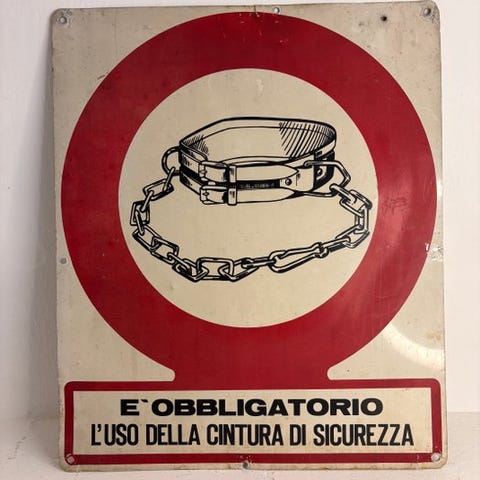 E`OBBLIGATORIO
L'USO DELLA CINTURA DI SICUREZZA